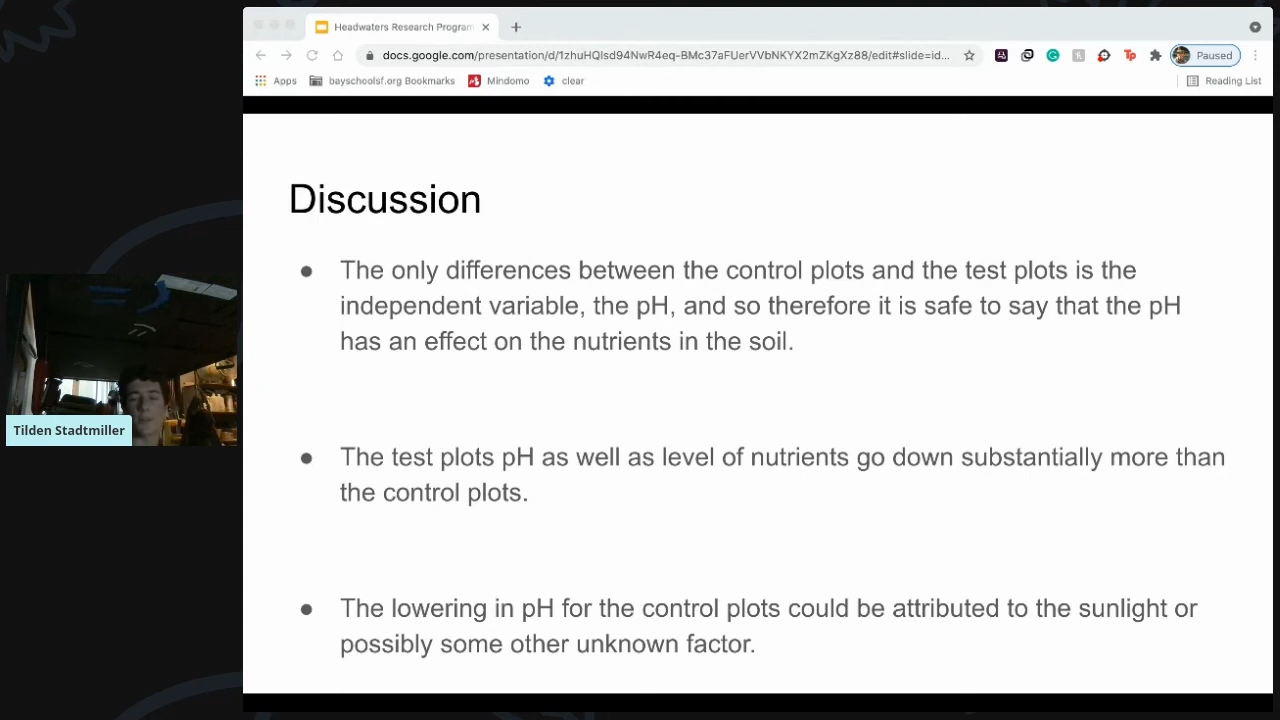 Headwaters Research Program
docs.google.com/presentation/d/1zhuHQlsd94NwR4eq-BMc37aFUerVVbNKYX2mZKgXz88/edit#slide=id...
Paused
Apps
bayschoolsf.org Bookmarks
Mindomo
clear
Reading List
Discussion
● The only differences between the control plots and the test plots is the
independent variable, the pH, and so therefore it is safe to say that the pH
has an effect on the nutrients in the soil.
● The test plots pH as well as level of nutrients go down substantially more than
the control plots.
● The lowering in pH for the control plots could be attributed to the sunlight or
possibly some other unknown factor.
Tilden Stadtmiller